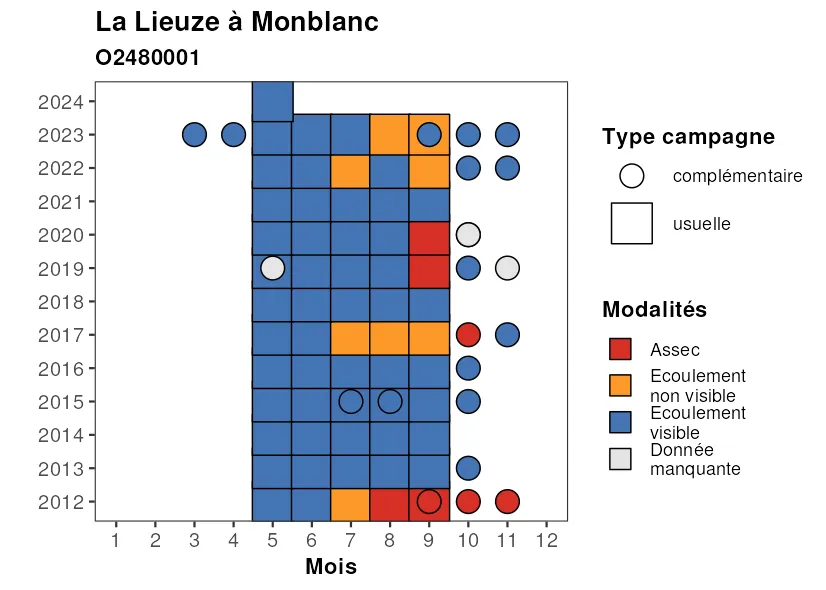 La Lieuze à Monblanc
O2480001
2024
2023
2022
2021
2020
2019
2018
2017
2016
2015
2014
2013
2012
1 2 3 4 5 6 7 8 9 10 11 12
Mois
Type campagne
complémentaire
usuelle
Modalités
Assec
Ecoulement
non visible
Ecoulement
visible
Donnée
manquante